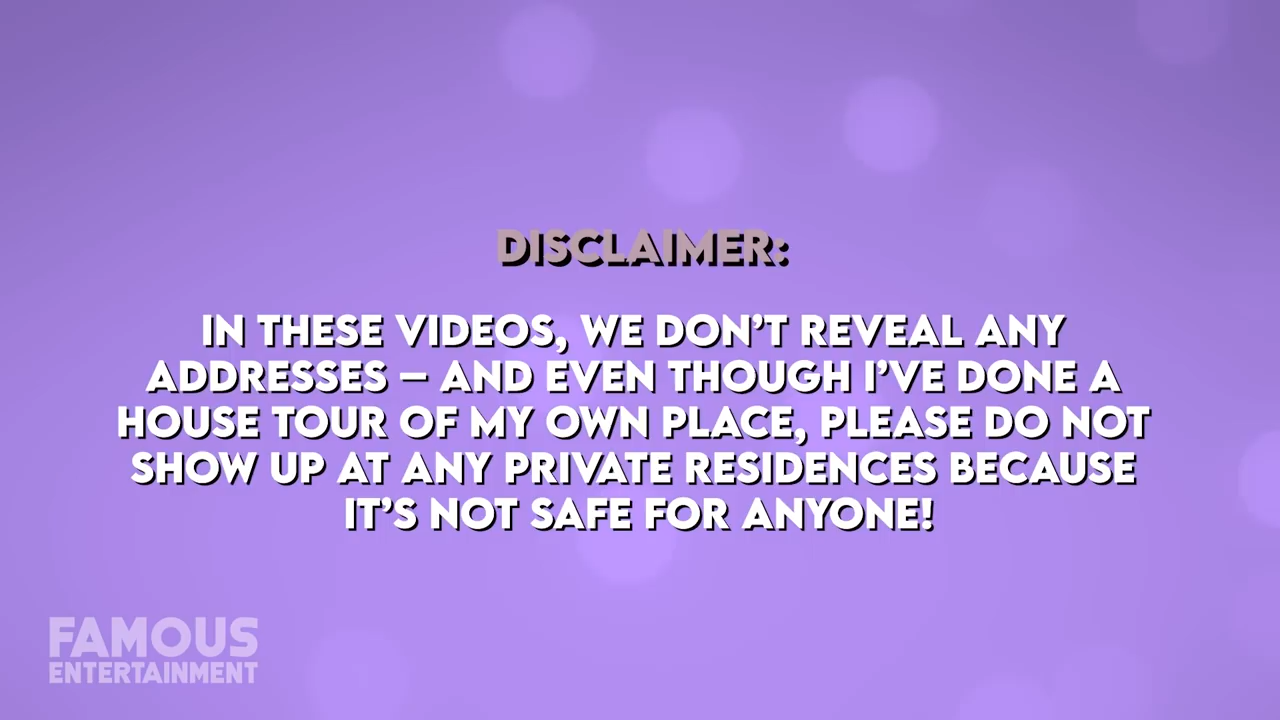 DISCLAIMER:
IN THESE VIDEOS, WE DON'T REVEAL ANY
ADDRESSES – AND EVEN THOUGH I'VE DONE A
HOUSE TOUR OF MY OWN PLACE, PLEASE DO NOT
SHOW UP AT ANY PRIVATE RESIDENCES BECAUSE
IT'S NOT SAFE FOR ANYONE!
FAMOUS
ENTERTAINMENT